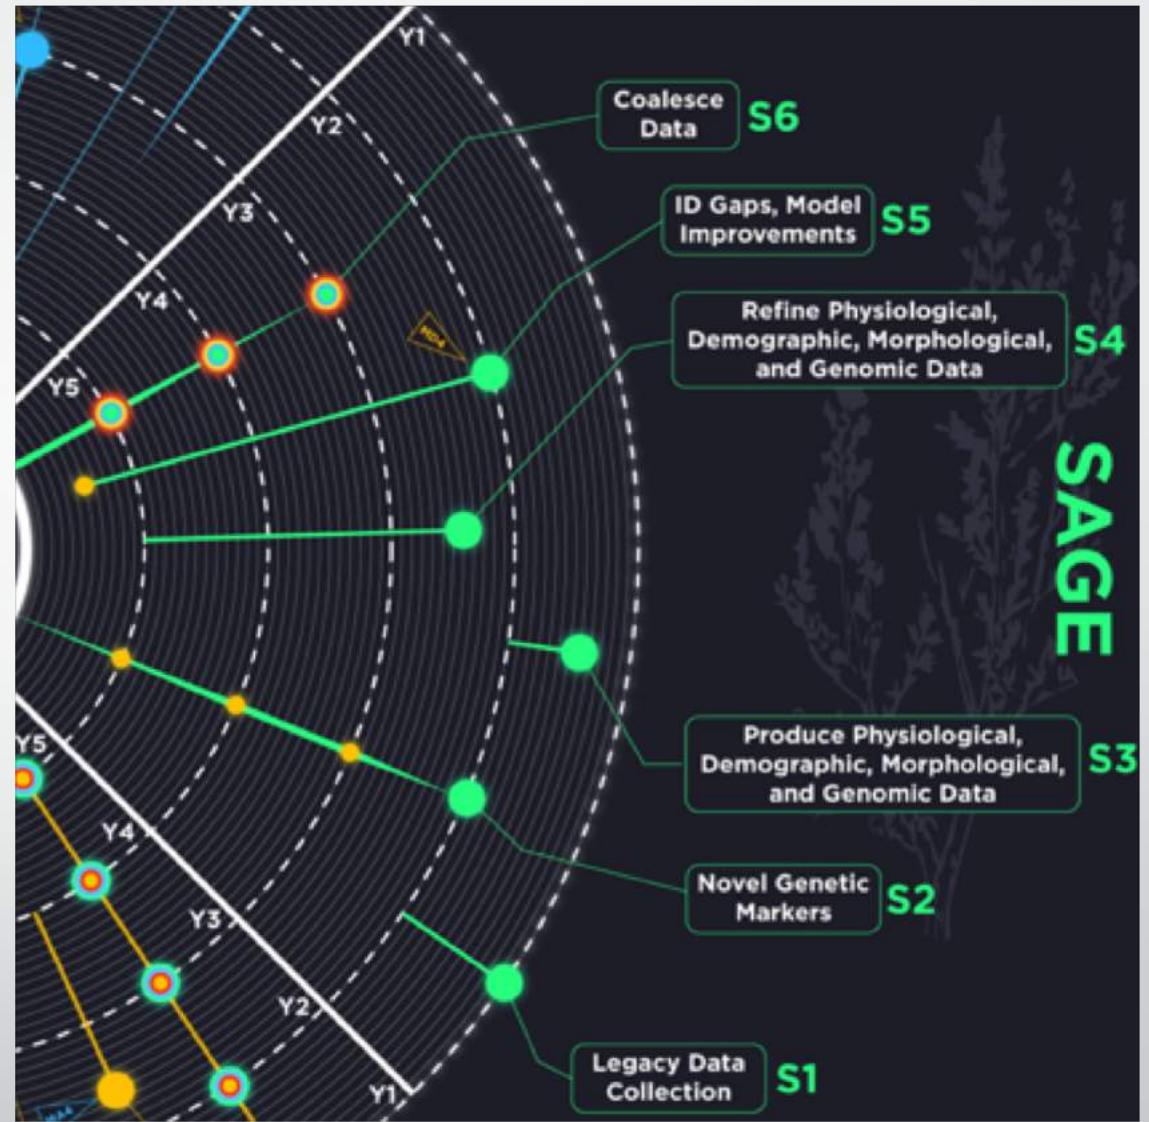 Y1
Coalesce
Data
S6
Y2
ID Gaps, Model
Improvements
S5
Y3
Refine Physiological,
Demographic, Morphological,
and Genomic Data
S4
Y4
Y5
SAGE
Produce Physiological,
Demographic, Morphological,
and Genomic Data
S3
Y5
Y4
Novel Genetic
Markers
S2
Y3
Y2
Legacy Data
Collection
S1
Y1